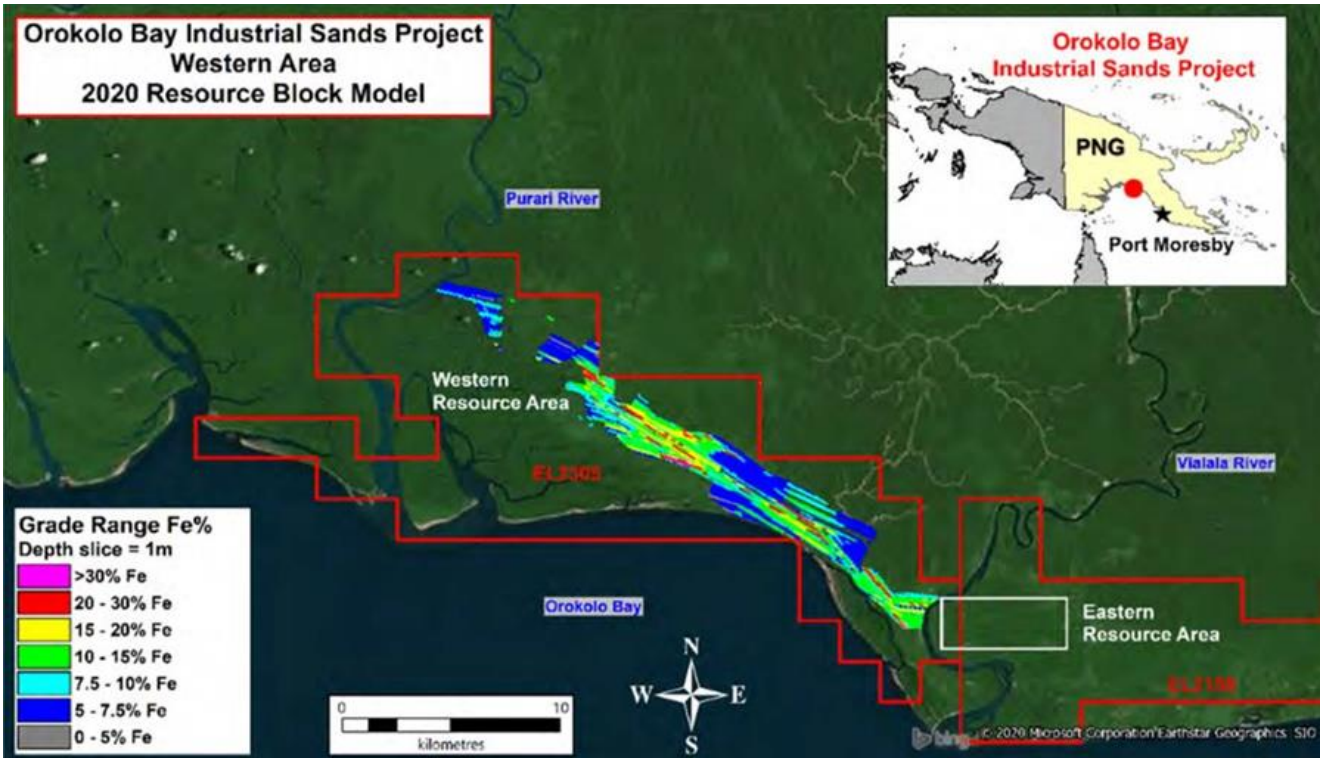 Orokolo Bay Industrial Sands Project
Western Area
2020 Resource Block Model
Orokolo Bay
Industrial Sands Project
PNG
Port Moresby
Purari River
Western
Resource Area
EL2305
Vialala River
Grade Range Fe%
Depth slice = 1m
>30% Fe
20 - 30% Fe
15 - 20% Fe
10 - 15% Fe
7.5 - 10% Fe
5 - 7.5% Fe
0 - 5% Fe
Orokolo Bay
Eastern
Resource Area
N
W E
S
0 10
kilometres
© 2020 Microsoft Corporation Earthstar Geographics SIO